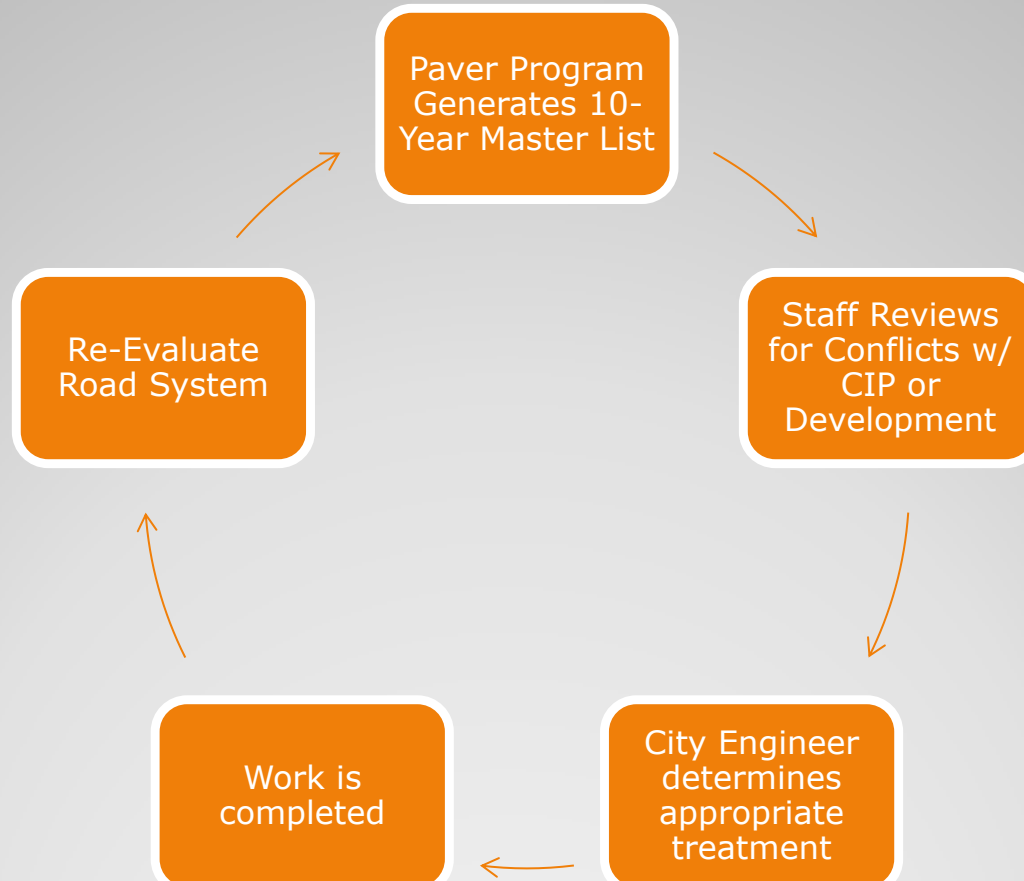 Paver Program
Generates 10-
Year Master List
Staff Reviews
for Conflicts w/
CIP or
Development
City Engineer
determines
appropriate
treatment
Work is
completed
Re-Evaluate
Road System